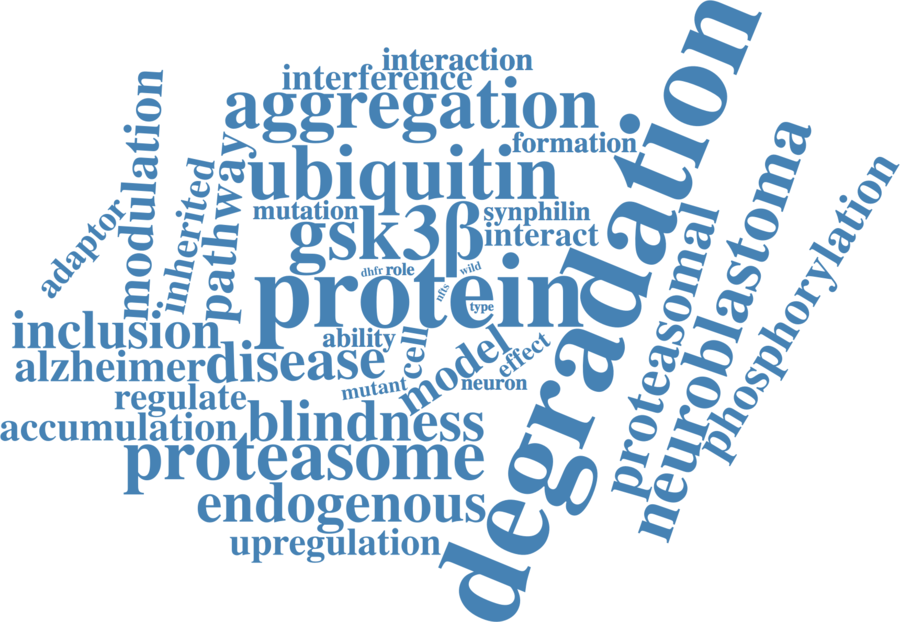 interaction
interference
aggregation
formation
ubiquitin
mutation
synphilin
gsk3β
interact
dhfr
role
wild
nfts
type
protein
degradation
modulation
adaptor
inherited
pathway
inclusion
ability
cell
alzheimer
disease
model
effect
mutant
neuron
regulate
accumulation
blindness
proteasome
endogenous
upregulation
proteasomal
neuroblastoma
phosphorylation